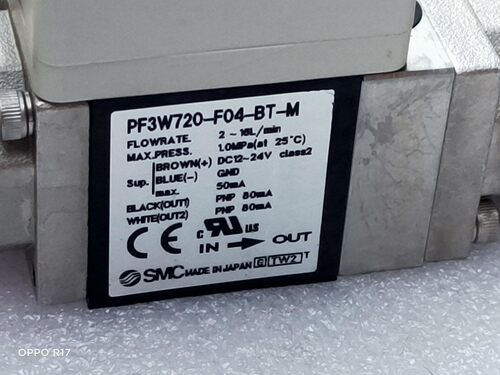 PF3W720-F04-BT-M
FLOWRATE. 2~16L/min
MAX.PRESS. 1.0MPa(at 25℃)
Sup. BROWN(+) DC12~24V class2
BLUE(-) GND
max. 50mA
BLACK(OUT1) PNP 80mA
WHITE(OUT2) PNP 80mA
CE c UR us
IN → OUT
SMC MADE IN JAPAN G TW2 T
OPPO R17